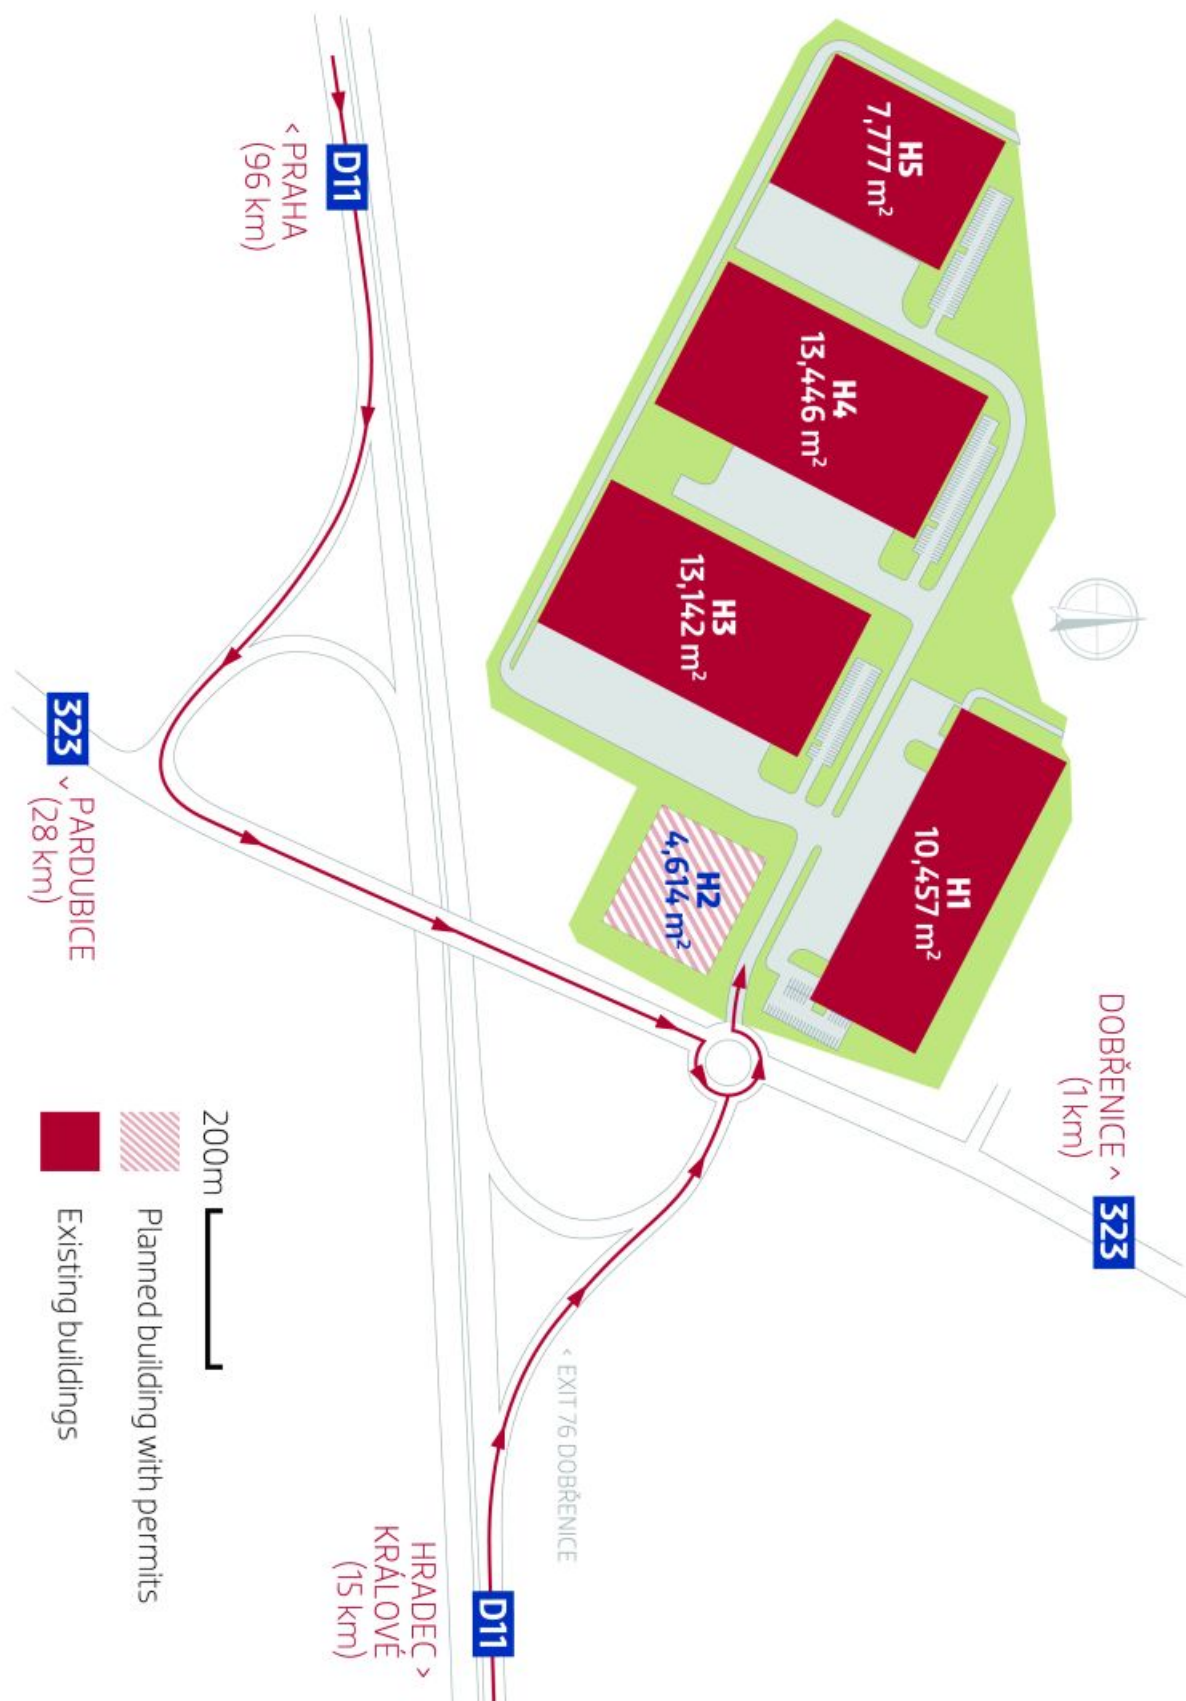 H5
7,777 m²
H4
13,446 m²
H3
13,142 m²
H1
10,457 m²
H2
4,614 m²
DOBŘENICE ^
(1 km)
323
D11
< PRAHA
(96 km)
323
˅ PARDUBICE
(28 km)
< EXIT 76 DOBŘENICE
HRADEC >
KRÁLOVÉ
(15 km)
D11
200m
Planned building with permits
Existing buildings